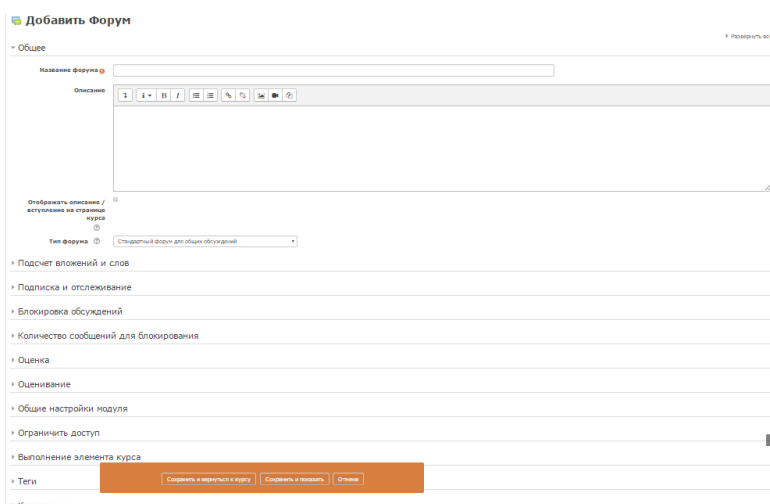 Добавить Форум
Развернуть вс
Общее
Название форума
Описание
Отображать описание /
вступление на странице
курса
Тип форума
Стандартный форум для общих обсуждений
Подсчет вложений и слов
Подписка и отслеживание
Блокировка обсуждений
Количество сообщений для блокирования
Оценка
Оценивание
Общие настройки модуля
Ограничить доступ
Выполнение элемента курса
Теги
Сохранить и вернуться к курсу Сохранить и показать Отмена